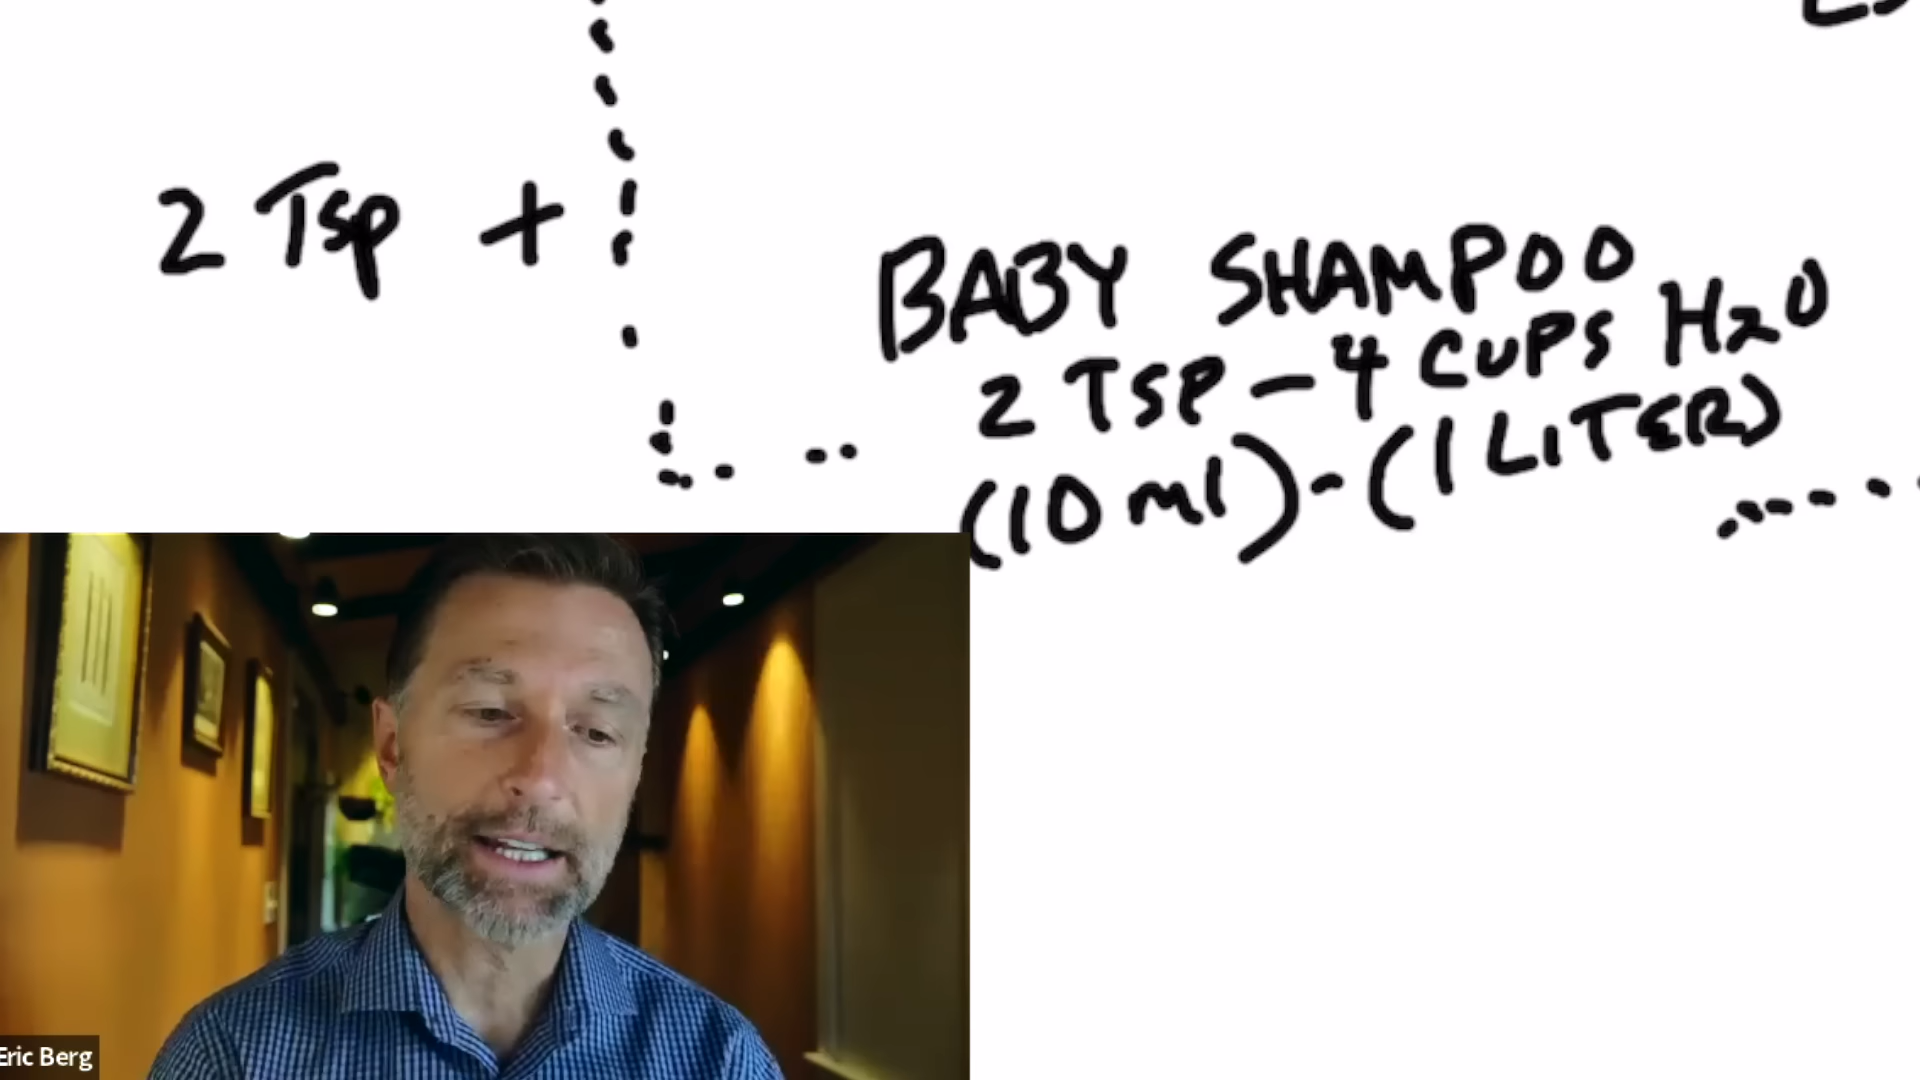 2 Tsp +
BABY SHAMPOO
2 TSP - 4 CUPS H2O
(10 ml) - (1 LITER)
Eric Berg